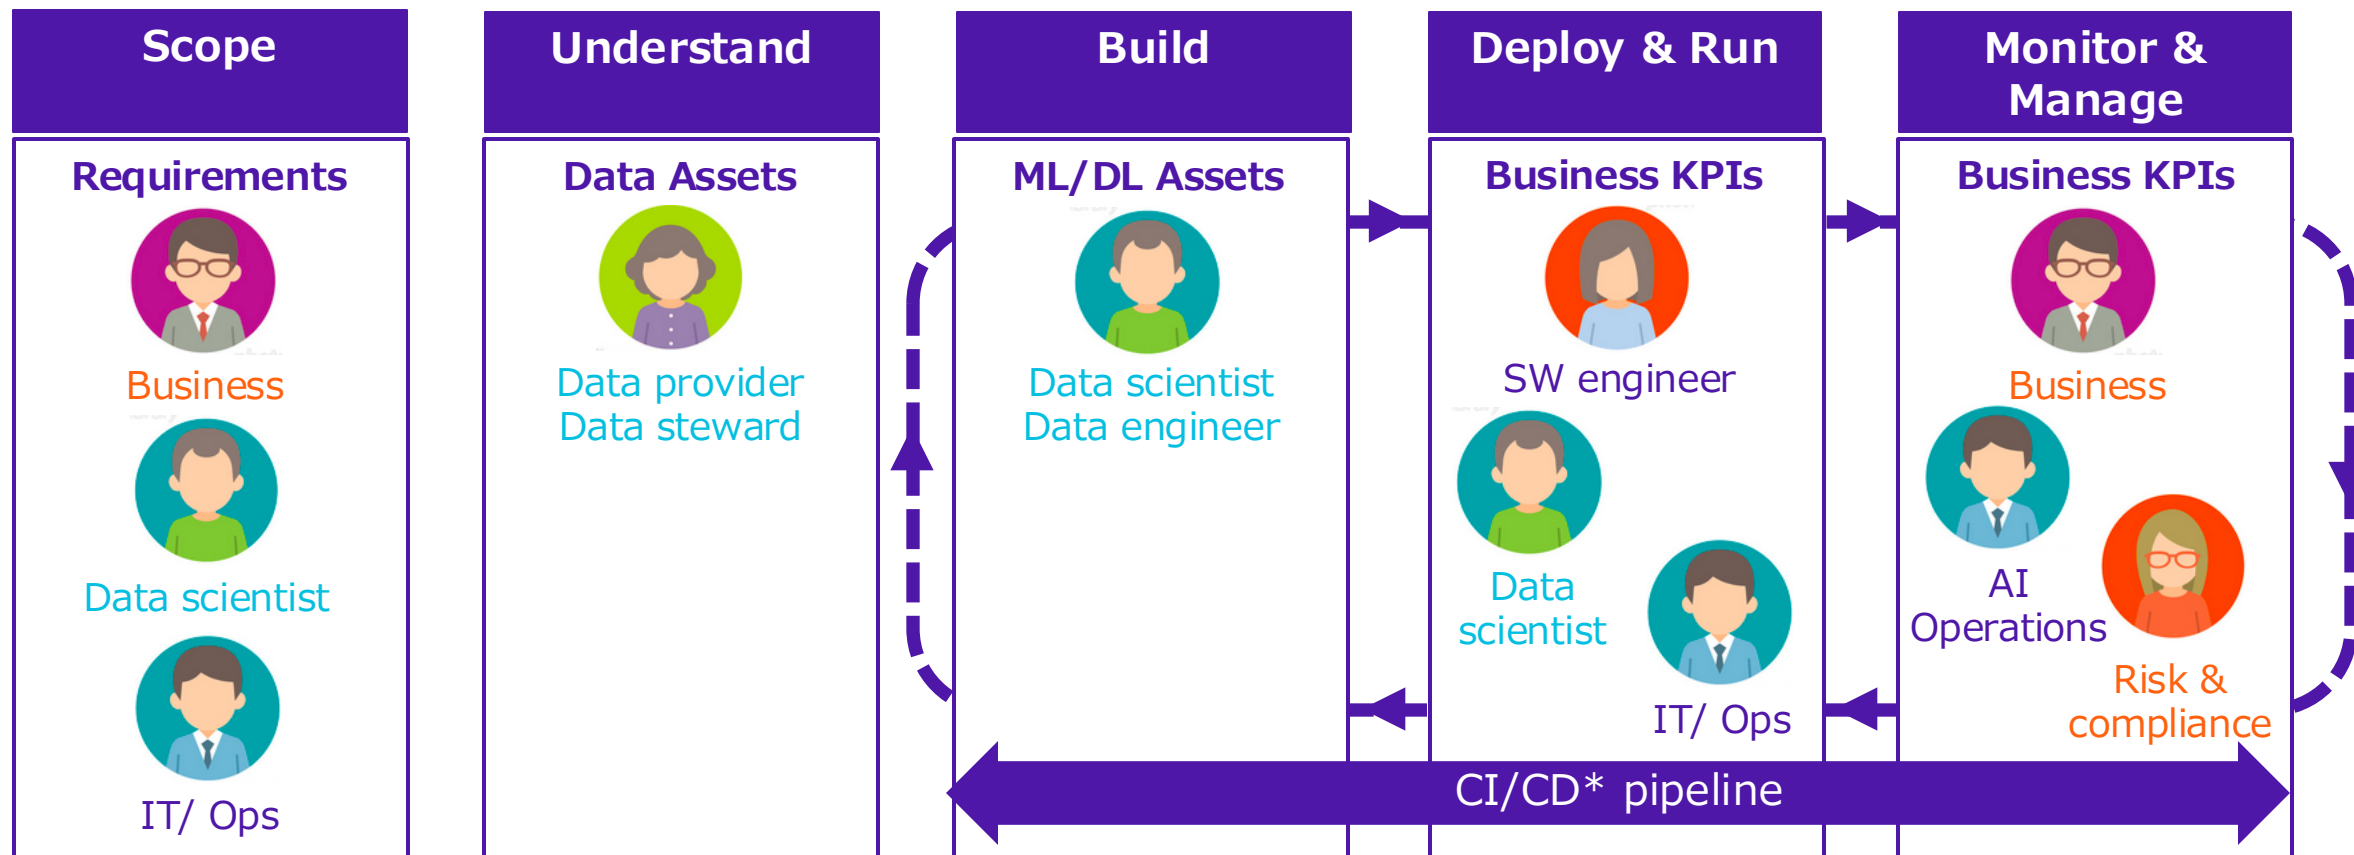 Scope
Requirements
Business
Data scientist
IT/ Ops
Understand
Data Assets
Data provider
Data steward
Build
ML/DL Assets
Data scientist
Data engineer
Deploy & Run
Business KPIs
SW engineer
Data
scientist
IT/ Ops
Monitor &
Manage
Business KPIs
Business
AI
Operations
Risk &
compliance
CI/CD* pipeline